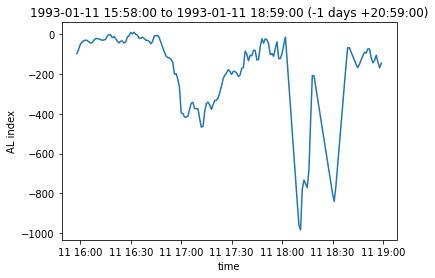 1993-01-11 15:58:00 to 1993-01-11 18:59:00 (-1 days +20:59:00)
0
−200
−400
−600
−800
−1000
AL index
11 16:00 11 16:30 11 17:00 11 17:30 11 18:00 11 18:30 11 19:00
time